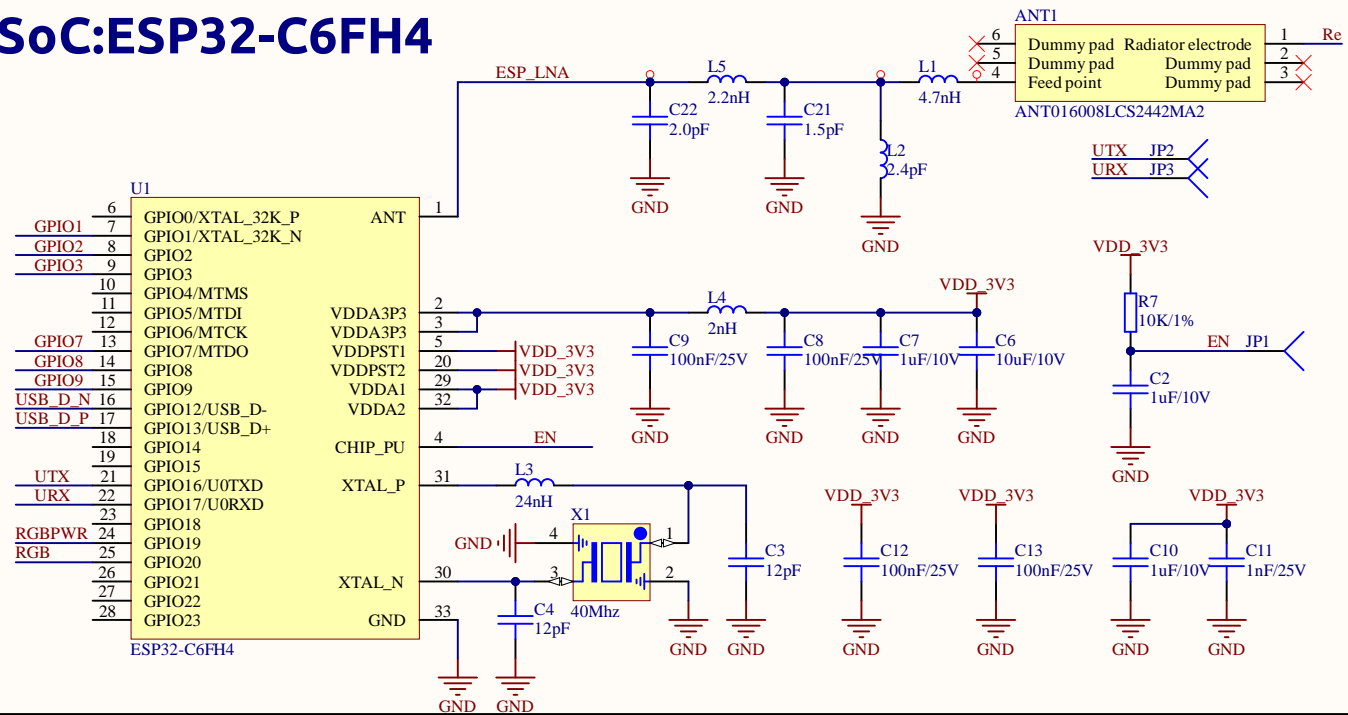 SoC:ESP32-C6FH4
ANT1
6 Dummy pad Radiator electrode 1 Re
5 Dummy pad Dummy pad 2
4 Feed point Dummy pad 3
ANT016008LCS2442MA2
ESP_LNA
L5
2.2nH
L1
4.7nH
C22
2.0pF
C21
1.5pF
L2
2.4pF
GND
GND
GND
UTX JP2
URX JP3
U1
6 GPIO0/XTAL_32K_P ANT 1
GPIO1 7 GPIO1/XTAL_32K_N
GPIO2 8 GPIO2
GPIO3 9 GPIO3
10 GPIO4/MTMS
11 GPIO5/MTDI VDDA3P3 2
12 GPIO6/MTCK VDDA3P3 3
GPIO7 13 GPIO7/MTDO VDDPST1 5 VDD_3V3
GPIO8 14 GPIO8 VDDPST2 20 VDD_3V3
GPIO9 15 GPIO9 VDDA1 29 VDD_3V3
USB_D_N 16 GPIO12/USB_D- VDDA2 32
USB_D_P 17 GPIO13/USB_D+
18 GPIO14 CHIP_PU 4 EN
19 GPIO15
UTX 21 GPIO16/U0TXD XTAL_P 31
URX 22 GPIO17/U0RXD
23 GPIO18
RGBPWR 24 GPIO19
RGB 25 GPIO20
26 GPIO21 XTAL_N 30
27 GPIO22
28 GPIO23 GND 33
ESP32-C6FH4
GND
L4
2nH
VDD_3V3
C9
100nF/25V
C8
100nF/25V
C7
1uF/10V
C6
10uF/10V
GND
GND
GND
GND
VDD_3V3
R7
10K/1%
EN JP1
C2
1uF/10V
GND
L3
24nH
X1
GND 4 1
3 2
40Mhz
C4
12pF
GND
GND
C3
12pF
GND
VDD_3V3
C12
100nF/25V
GND
VDD_3V3
C13
100nF/25V
GND
VDD_3V3
C10
1uF/10V
C11
1nF/25V
GND
GND